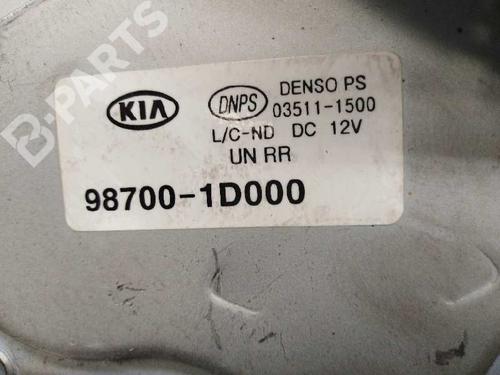 B-PARTS
KIA
DNPS
DENSO PS
03511-1500
L/C-ND DC 12V
UN RR
98700-1D000